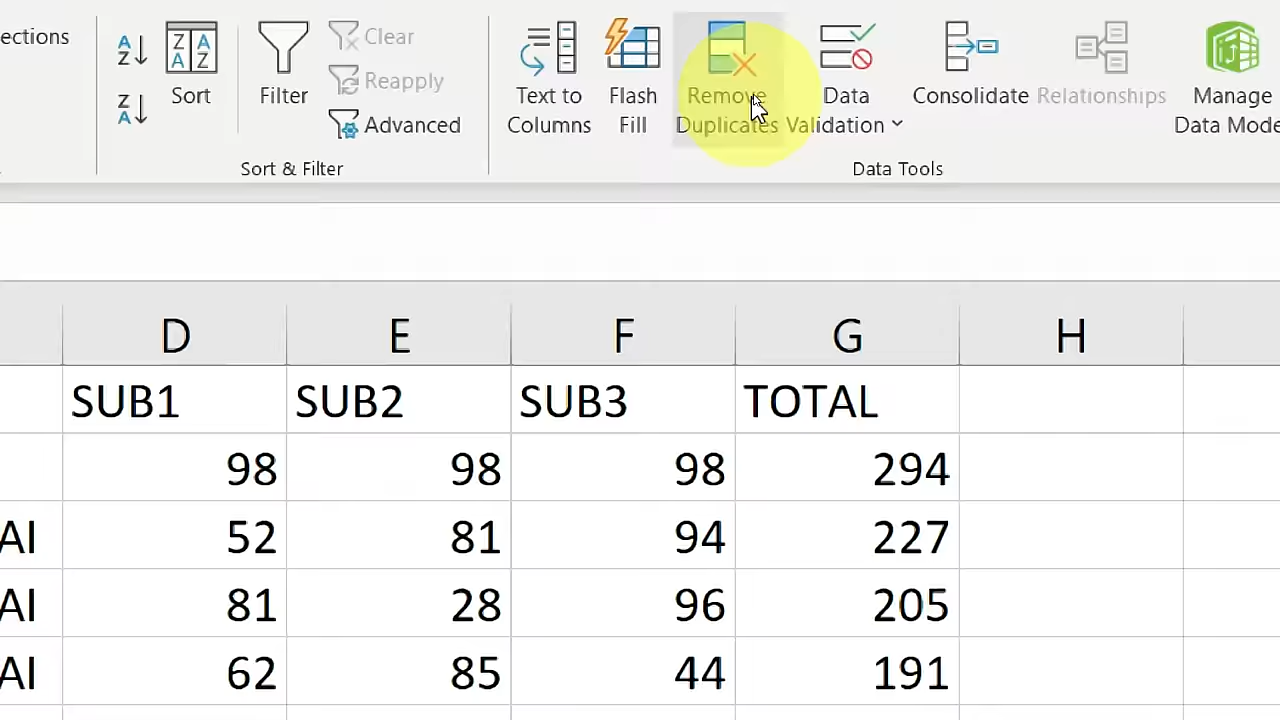 ections
A
Z
Z
A
Z A
A Z
Sort
Filter
Clear
Reapply
Advanced
Sort & Filter
Text to
Columns
Flash
Fill
Remove
Duplicates
Data
Validation
Consolidate
Relationships
Manage
Data Mode
Data Tools
D E F G H
SUB1 SUB2 SUB3 TOTAL
98 98 98 294
AI 52 81 94 227
AI 81 28 96 205
AI 62 85 44 191